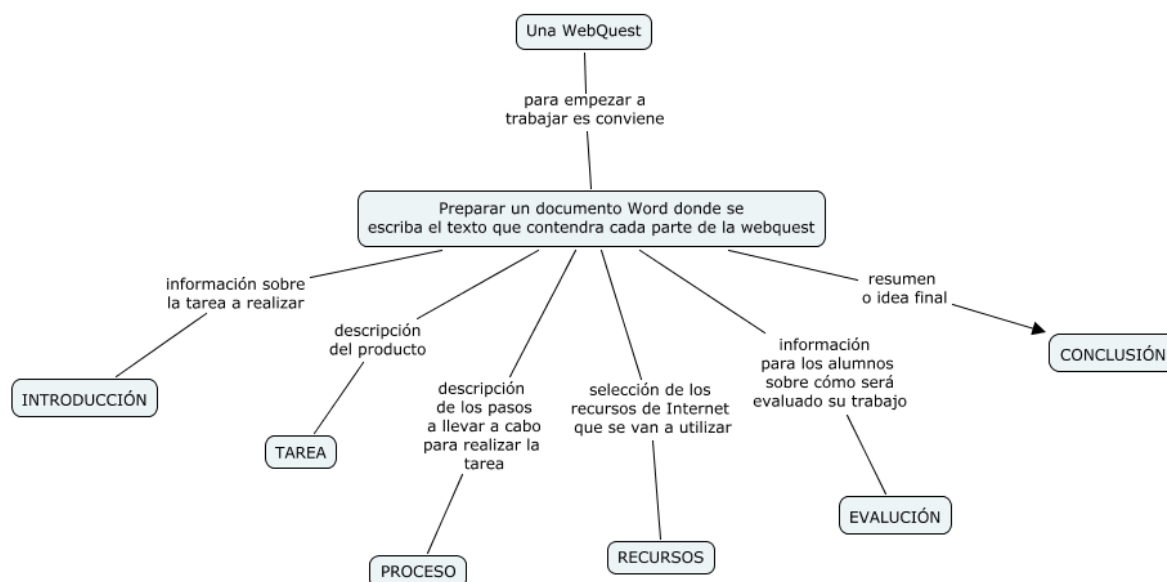 Una WebQuest
para empezar a
trabajar es conviene
Preparar un documento Word donde se
escriba el texto que contendra cada parte de la webquest
información sobre
la tarea a realizar
INTRODUCCIÓN
descripción
del producto
TAREA
descripción
de los pasos
a llevar a cabo
para realizar la
tarea
PROCESO
selección de los
recursos de Internet
que se van a utilizar
RECURSOS
información
para los alumnos
sobre cómo será
evaluado su trabajo
EVALUCIÓN
resumen
o idea final
CONCLUSIÓN